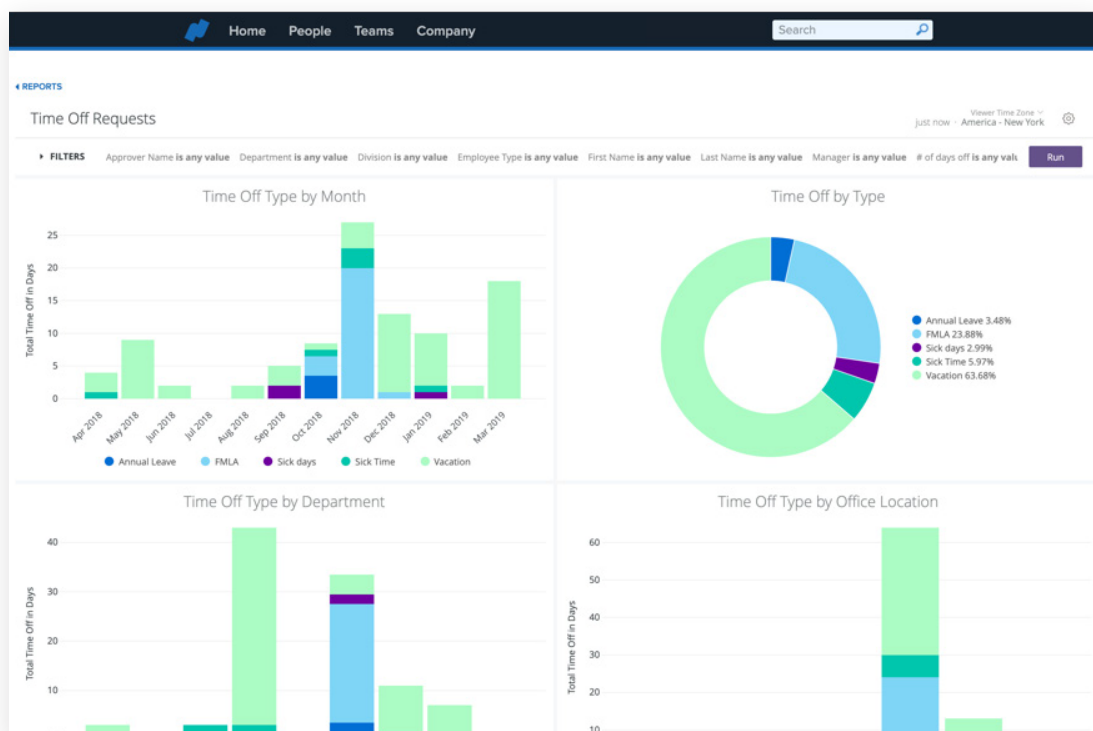 Home People Teams Company Search
REPORTS
Time Off Requests
Viewer Time Zone
just now · America - New York
FILTERS Approver Name is any value Department is any value Division is any value Employee Type is any value First Name is any value Last Name is any value Manager is any value # of days off is any valu Run
Time Off Type by Month
Total Time Off in Days
25
20
15
10
5
0
Apr 2018 May 2018 Jun 2018 Jul 2018 Aug 2018 Sep 2018 Oct 2018 Nov 2018 Dec 2018 Jan 2019 Feb 2019 Mar 2019
Annual Leave FMLA Sick days Sick Time Vacation
Time Off by Type
Annual Leave 3.48%
FMLA 23.88%
Sick days 2.99%
Sick Time 5.97%
Vacation 63.68%
Time Off Type by Department
Total Time Off in Days
40
30
20
10
Time Off Type by Office Location
Total Time Off in Days
60
50
40
30
20
10